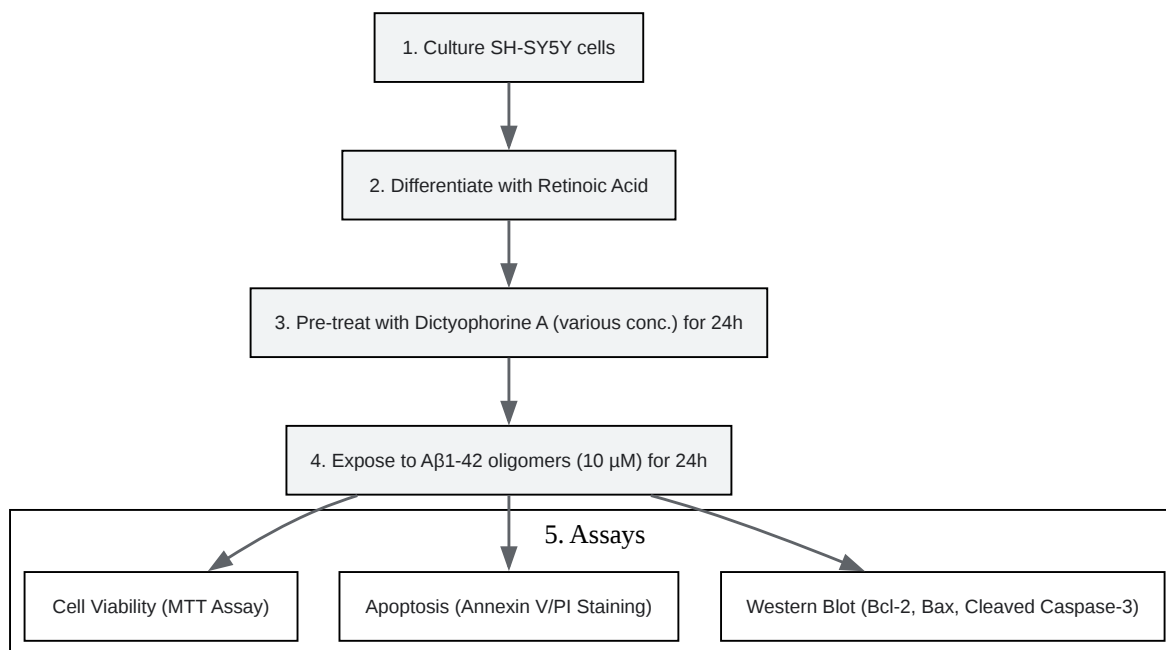 1. Culture SH-SY5Y cells
2. Differentiate with Retinoic Acid
3. Pre-treat with Dictyophorine A (various conc.) for 24h
4. Expose to Aβ1-42 oligomers (10 µM) for 24h
5. Assays
Cell Viability (MTT Assay)
Apoptosis (Annexin V/PI Staining)
Western Blot (Bcl-2, Bax, Cleaved Caspase-3)